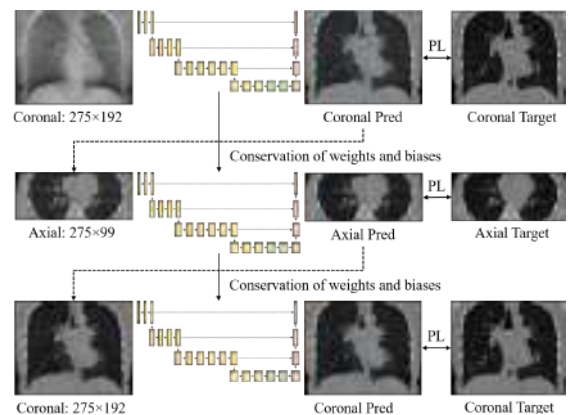 PL
Coronal: 275×192
Coronal Pred
Coronal Target
Conservation of weights and biases
PL
Axial: 275×99
Axial Pred
Axial Target
Conservation of weights and biases
PL
Coronal: 275×192
Coronal Pred
Coronal Target